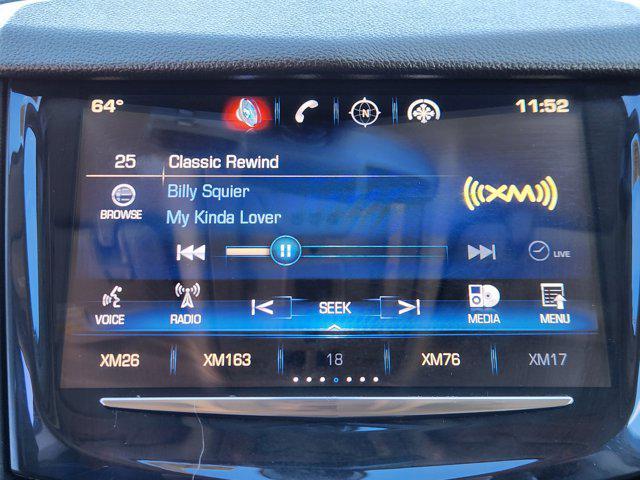 64° 11:52
N
25 Classic Rewind
Billy Squier
BROWSE
My Kinda Lover
((((XM))))
LIVE
VOICE RADIO SEEK MEDIA MENU
XM26 XM163 18 XM76 XM17